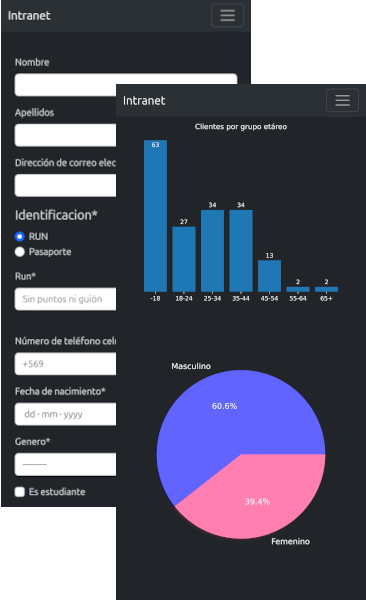 Intranet
Nombre
Apellidos
Dirección de correo elec
Identificacion*
RUN
Pasaporte
Run*
Sin puntos ni guión
Número de teléfono celu
+569
Fecha de nacimiento*
dd-mm-yyyy
Genero*
---------
Es estudiante
Intranet
Clientes por grupo etáreo
63
27
34
34
13
2
2
-18
18-24
25-34
35-44
45-54
55-64
65+
Masculino
60.6%
39.4%
Femenino